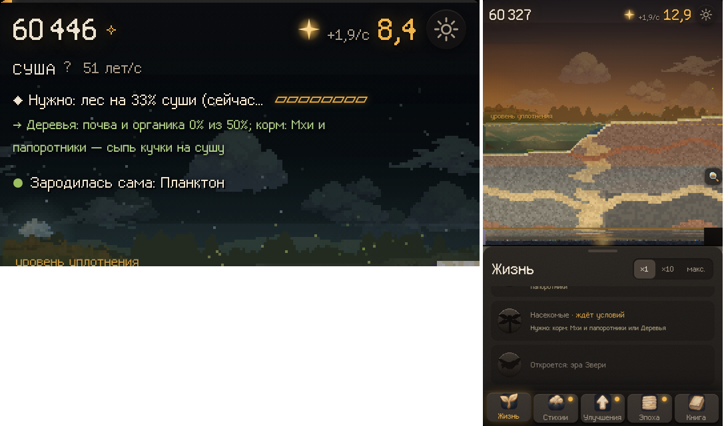 60 446
+1,9/с 8,4
СУША ? 51 лет/с
◆ Нужно: лес на 33% суши (сейчас…
→ Деревья: почва и органика 0% из 50%; корм: Мхи и
папоротники — сыпь кучки на сушу
● Зародилась сама: Планктон
уровень уплотнения
60 327
+1,9/с 12,9
уровень уплотнения
Жизнь
×1 ×10 макс.
папоротники
Насекомые · ждёт условий
Нужно: корм: Мхи и папоротники или Деревья
Откроется: эра Звери
Жизнь Стихии Улучшения Эпоха Книга